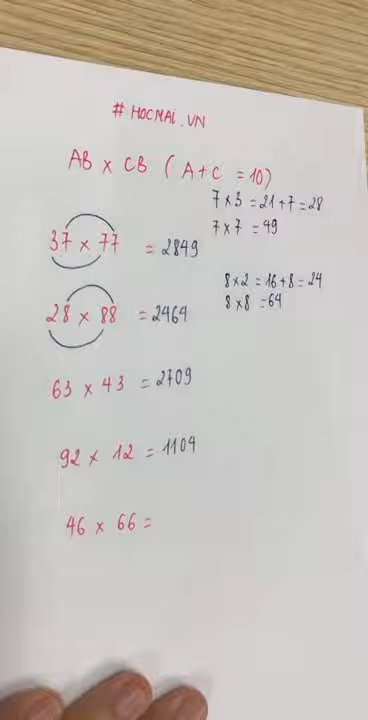 # HOCMAI.VN
AB x CB ( A+C = 10)
7 x 3 = 21 + 7 = 28
7 x 7 = 49
37 x 77 = 2849
8 x 2 = 16 + 8 = 24
8 x 8 = 64
28 x 88 = 2464
63 x 43 = 2709
92 x 12 = 1104
46 x 66 =